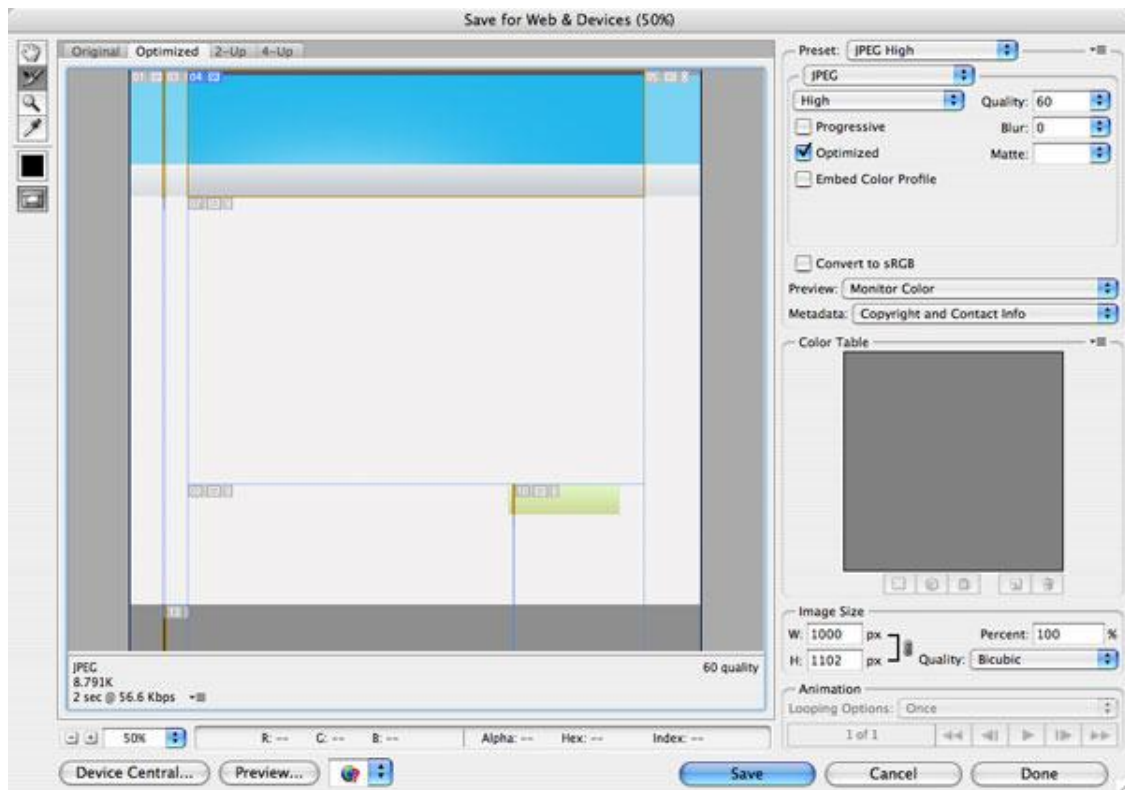 Save for Web & Devices (50%)
Original Optimized 2-Up 4-Up
Preset: JPEG High
JPEG
High Quality: 60
Progressive Blur: 0
Optimized Matte:
Embed Color Profile
Convert to sRGB
Preview: Monitor Color
Metadata: Copyright and Contact Info
Color Table
01 03 04
Image Size
W: 1000 px Percent: 100 %
H: 1102 px Quality: Bicubic
JPEG 60 quality
8.791K
2 sec @ 56.6 Kbps
Animation
Looping Options: Once
1 of 1
50% R: -- G: -- B: -- Alpha: -- Hex: -- Index: --
Device Central... Preview... Save Cancel Done